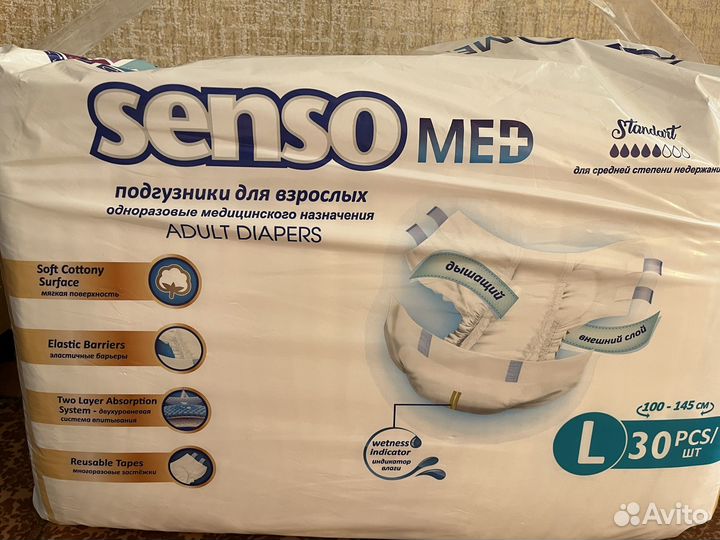 senso MED
Standart
для средней степени недержани
подгузники для взрослых
одноразовые медицинского назначения
ADULT DIAPERS
Soft Cottony
Surface
мягкая поверхность
Elastic Barriers
эластичные барьеры
Two Layer Absorption
System - двухуровневая
система впитывания
Reusable Tapes
многоразовые застёжки
дышащий
внешний слой
wetness
indicator
индикатор
влаги
100 - 145 см
L 30 PCS/
ШТ
Avito